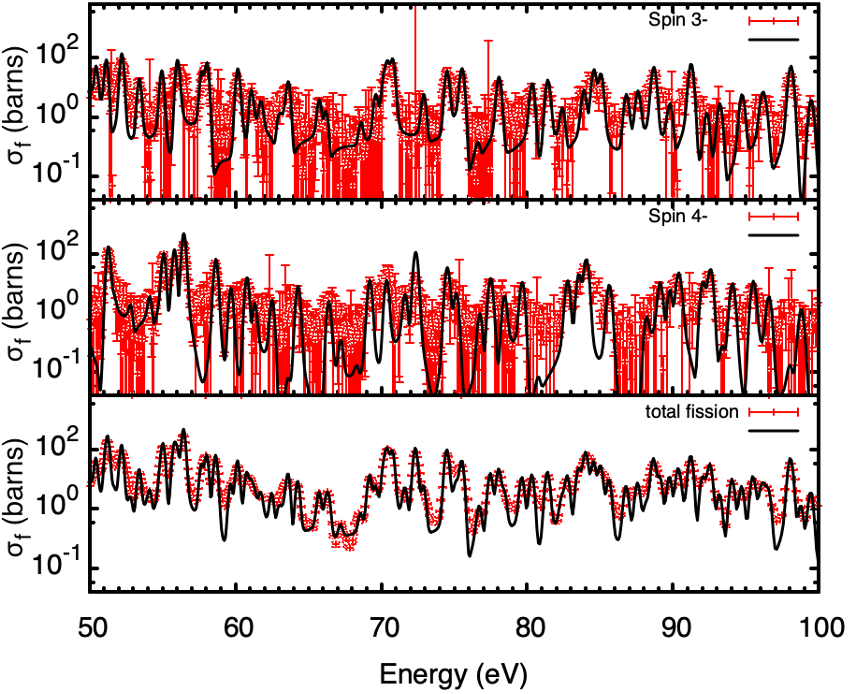 Spin 3-
10²
10⁰
10⁻¹
σf (barns)
Spin 4-
10²
10⁰
10⁻¹
σf (barns)
total fission
10²
10⁰
10⁻¹
σf (barns)
50 60 70 80 90 100
Energy (eV)